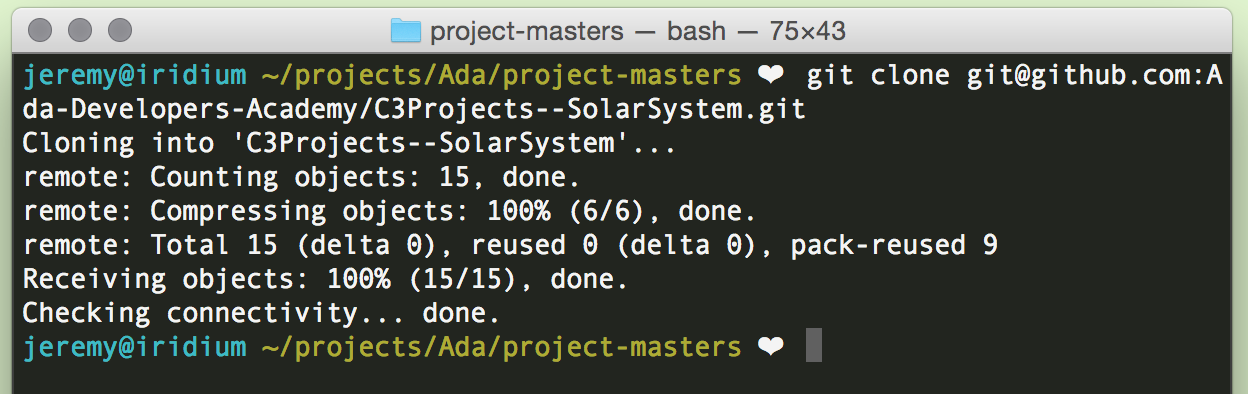 project-masters — bash — 75×43
jeremy@iridium ~/projects/Ada/project-masters ❤ git clone git@github.com:A
da-Developers-Academy/C3Projects--SolarSystem.git
Cloning into 'C3Projects--SolarSystem'...
remote: Counting objects: 15, done.
remote: Compressing objects: 100% (6/6), done.
remote: Total 15 (delta 0), reused 0 (delta 0), pack-reused 9
Receiving objects: 100% (15/15), done.
Checking connectivity... done.
jeremy@iridium ~/projects/Ada/project-masters ❤